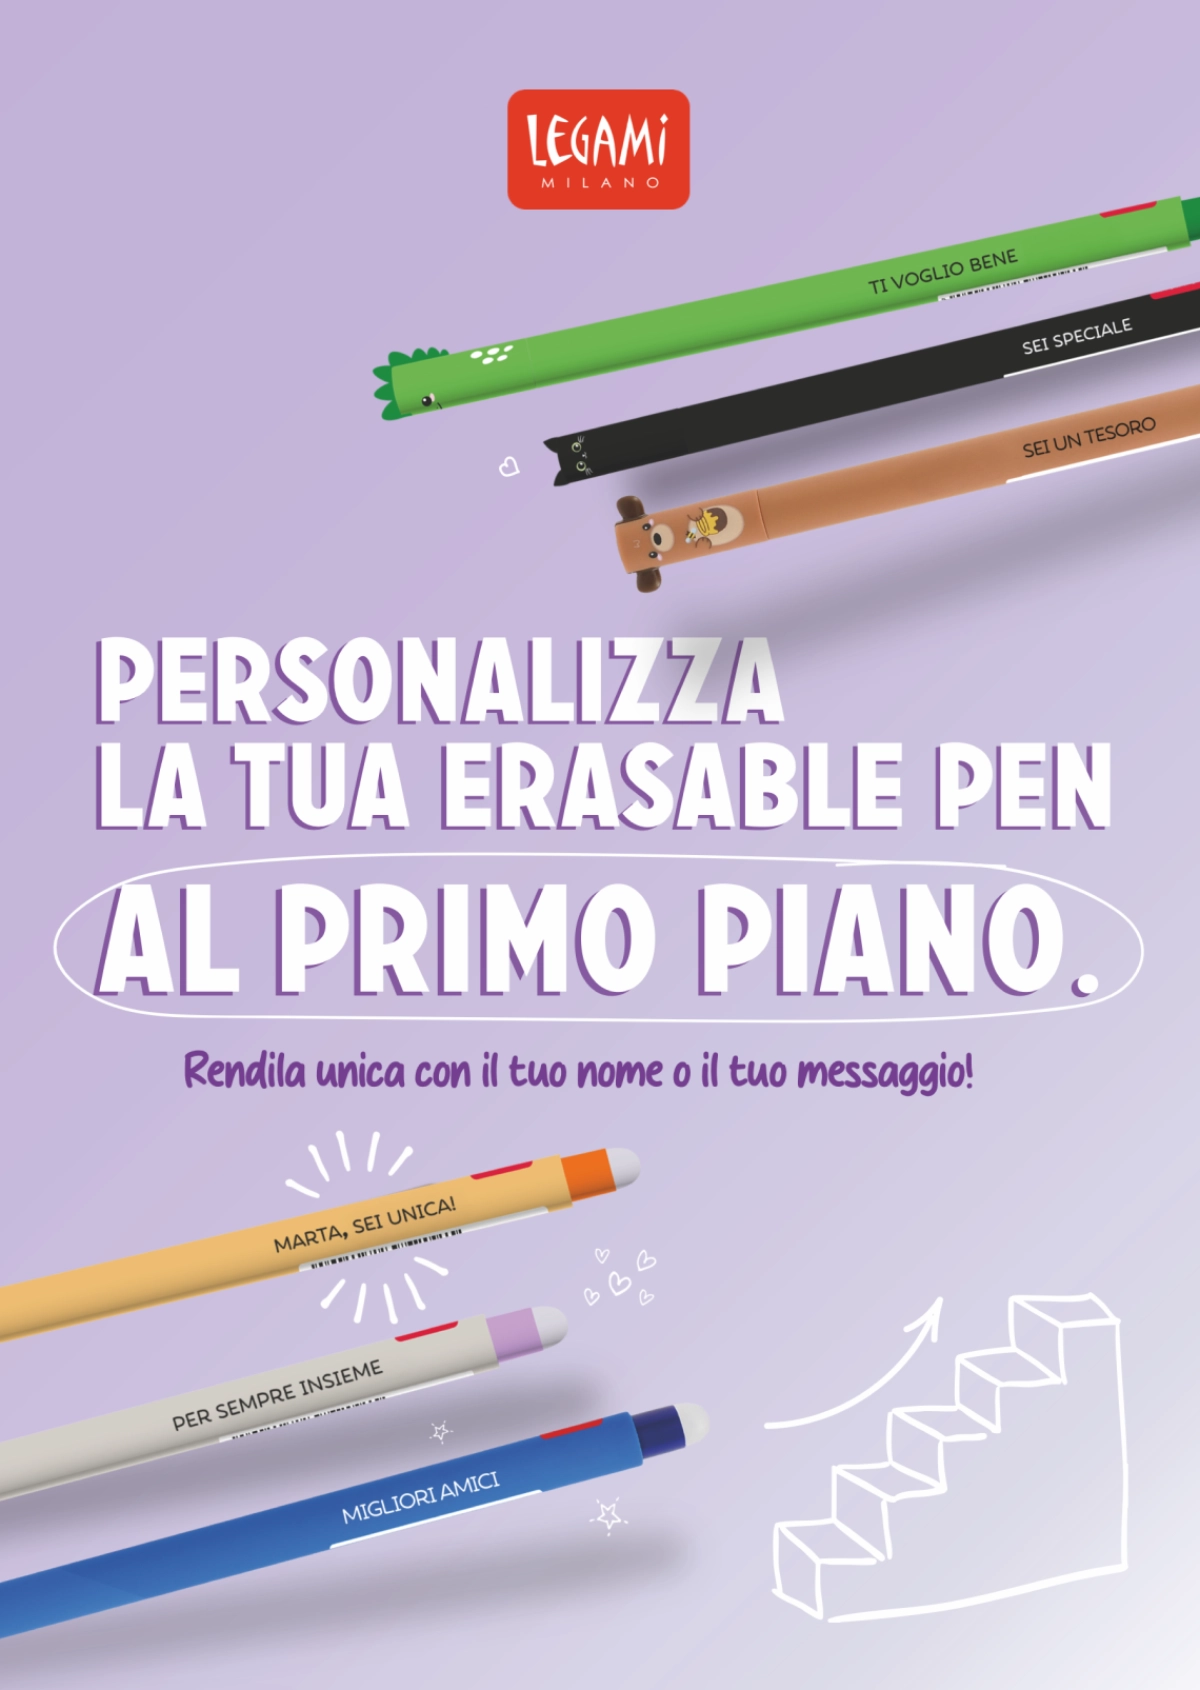 LEGAMI
MILANO
TI VOGLIO BENE
SEI SPECIALE
SEI UN TESORO
PERSONALIZZA
LA TUA ERASABLE PEN
AL PRIMO PIANO.
Rendila unica con il tuo nome o il tuo messaggio!
MARTA, SEI UNICA!
PER SEMPRE INSIEME
MIGLIORI AMICI